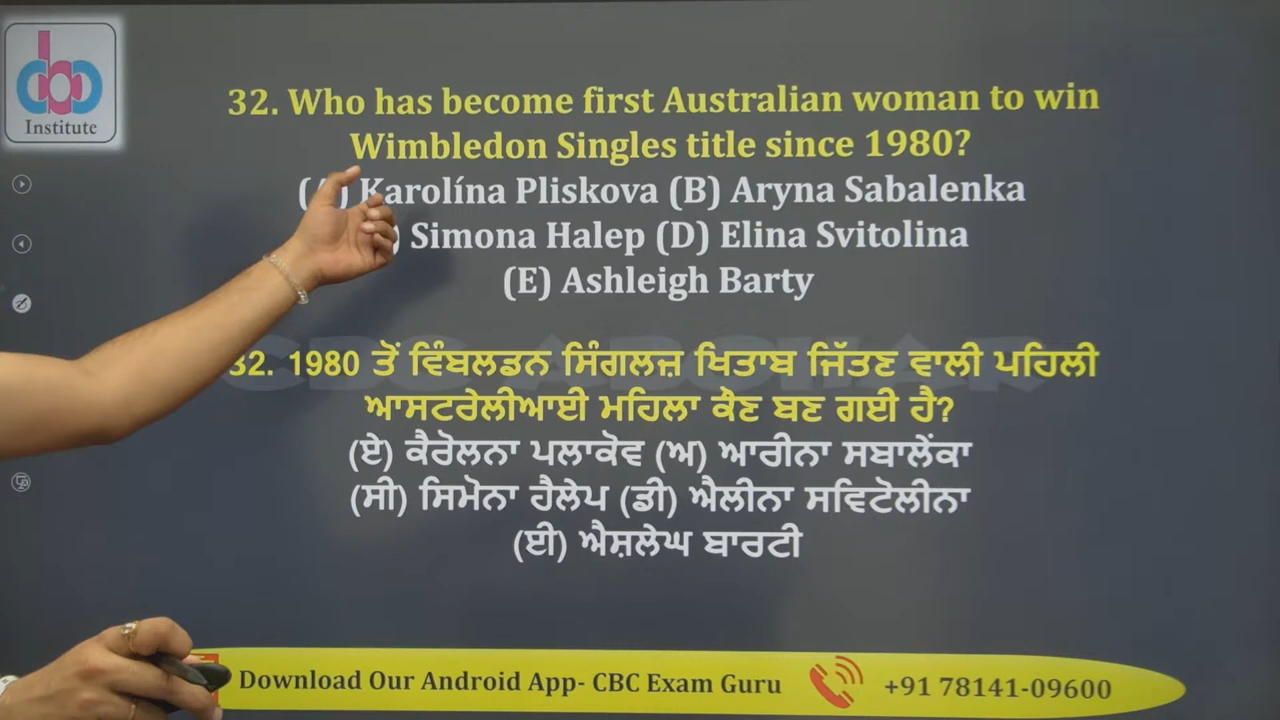 Institute
32. Who has become first Australian woman to win
Wimbledon Singles title since 1980?
(A) Karolína Pliskova (B) Aryna Sabalenka
) Simona Halep (D) Elina Svitolina
(E) Ashleigh Barty
32. 1980 ਤੋਂ ਵਿੰਬਲਡਨ ਸਿੰਗਲਜ਼ ਖਿਤਾਬ ਜਿੱਤਣ ਵਾਲੀ ਪਹਿਲੀ
ਆਸਟਰੇਲੀਆਈ ਮਹਿਲਾ ਕੌਣ ਬਣ ਗਈ ਹੈ?
(ਏ) ਕੈਰੋਲਨਾ ਪਲਾਕੋਵ (ਅ) ਆਰੀਨਾ ਸਬਾਲੇਂਕਾ
(ਸੀ) ਸਿਮੋਨਾ ਹੈਲੇਪ (ਡੀ) ਐਲੀਨਾ ਸਵਿਟੋਲੀਨਾ
(ਈ) ਐਸ਼ਲੇਘ ਬਾਰਟੀ
Download Our Android App- CBC Exam Guru +91 78141-09600